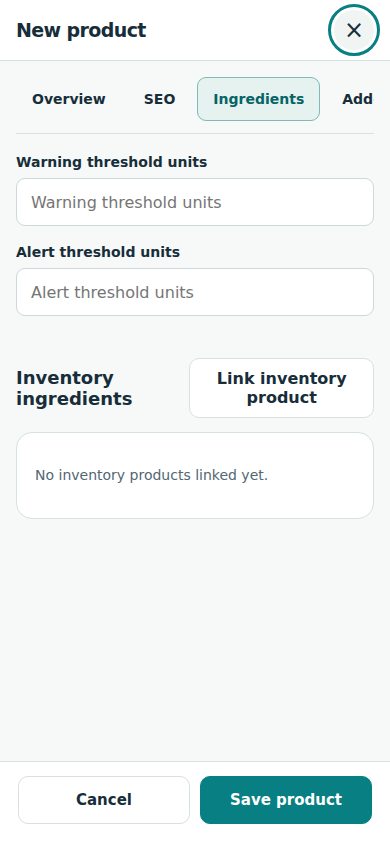 New product
×
Overview SEO Ingredients Add
Warning threshold units
Warning threshold units
Alert threshold units
Alert threshold units
Inventory
ingredients
Link inventory
product
No inventory products linked yet.
Cancel Save product